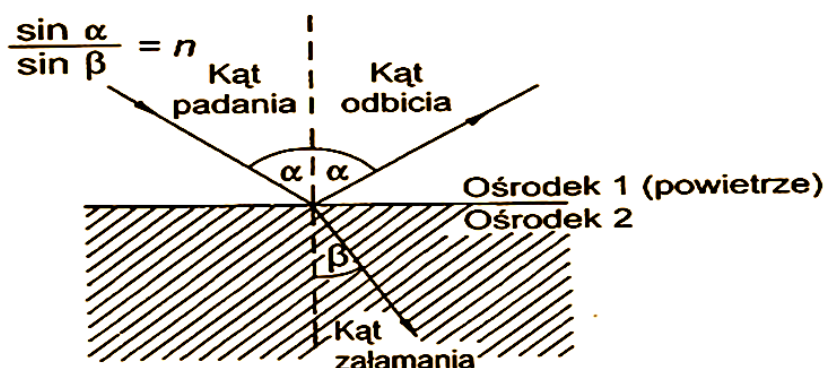 sin α
sin β
= n
Kąt
padania
Kąt
odbicia
α
α
Ośrodek 1 (powietrze)
Ośrodek 2
β
Kąt
załamania